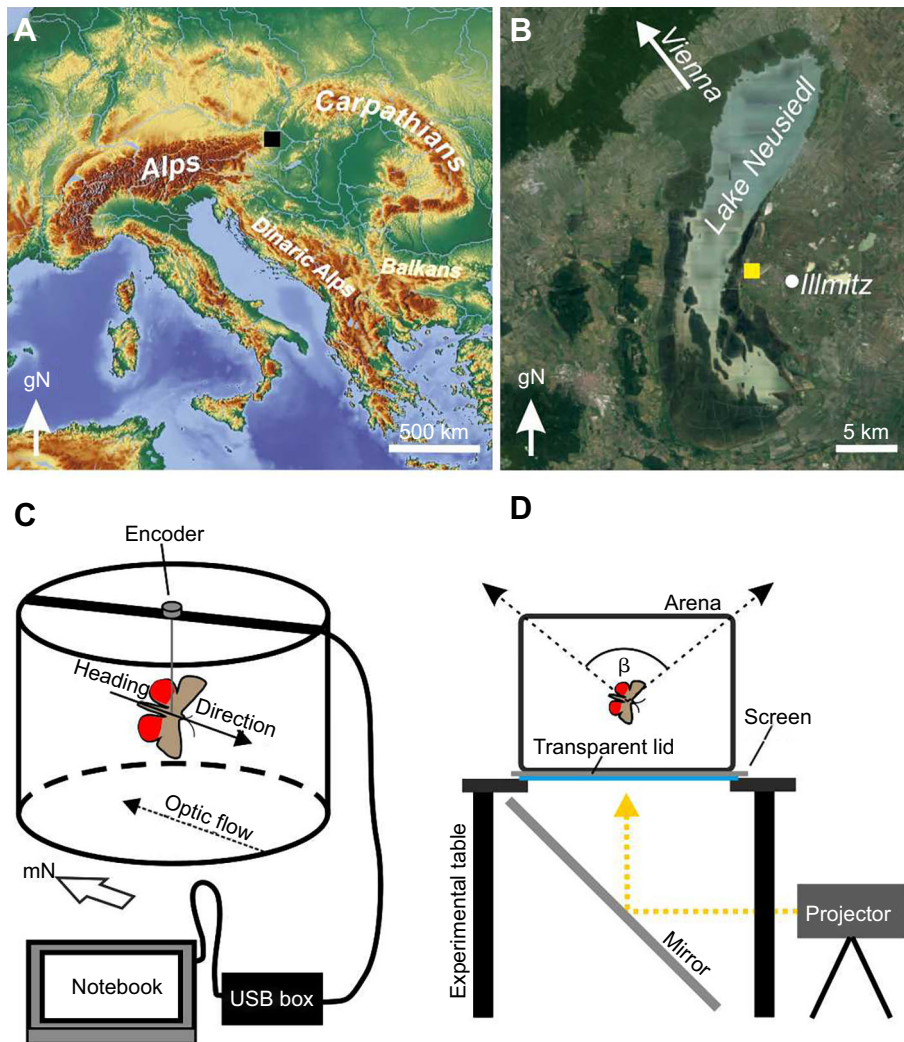 A
Carpathians
Alps
Dinaric Alps
Balkans
gN
500 km
B
Vienna
Lake Neusiedl
Illmitz
gN
5 km
C
Encoder
Heading
Direction
Optic flow
mN
Notebook
USB box
D
Arena
β
Screen
Transparent lid
Experimental table
Mirror
Projector